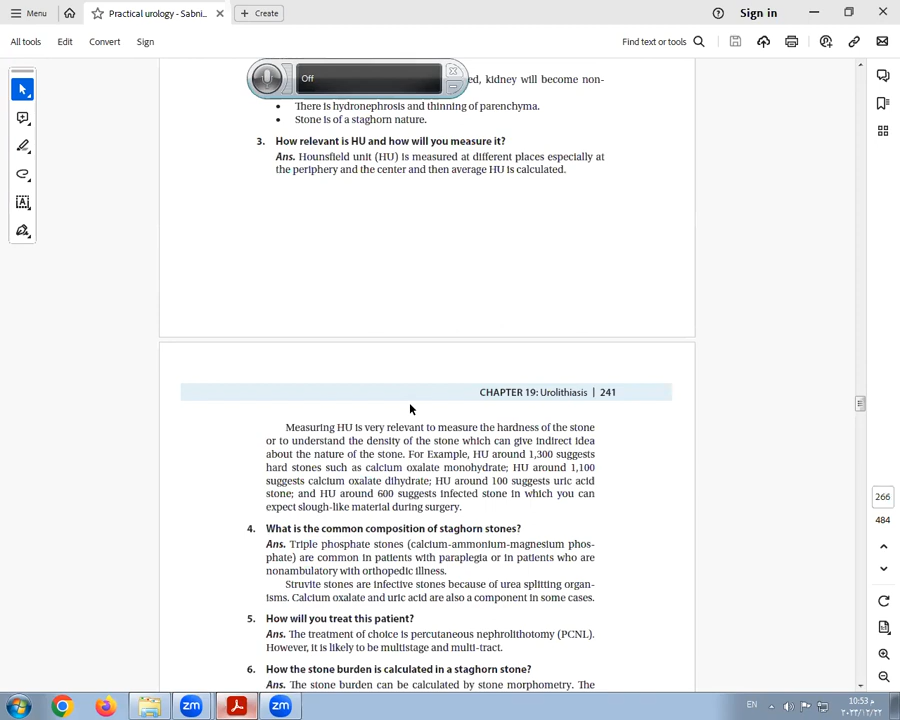 Menu
Practical urology - Sabni...
Create
Sign in
All tools
Edit
Convert
Sign
Find text or tools
Off
ed, kidney will become non-
• There is hydronephrosis and thinning of parenchyma.
• Stone is of a staghorn nature.
3. How relevant is HU and how will you measure it?
Ans. Hounsfield unit (HU) is measured at different places especially at
the periphery and the center and then average HU is calculated.
CHAPTER 19: Urolithiasis | 241
Measuring HU is very relevant to measure the hardness of the stone
or to understand the density of the stone which can give indirect idea
about the nature of the stone. For Example, HU around 1,300 suggests
hard stones such as calcium oxalate monohydrate; HU around 1,100
suggests calcium oxalate dihydrate; HU around 100 suggests uric acid
stone; and HU around 600 suggests infected stone in which you can
expect slough-like material during surgery.
4. What is the common composition of staghorn stones?
Ans. Triple phosphate stones (calcium-ammonium-magnesium phos-
phate) are common in patients with paraplegia or in patients who are
nonambulatory with orthopedic illness.
Struvite stones are infective stones because of urea splitting organ-
isms. Calcium oxalate and uric acid are also a component in some cases.
5. How will you treat this patient?
Ans. The treatment of choice is percutaneous nephrolithotomy (PCNL).
However, it is likely to be multistage and multi-tract.
6. How the stone burden is calculated in a staghorn stone?
Ans. The stone burden can be calculated by stone morphometry. The
266
484
zm
zm
EN
10:53 م